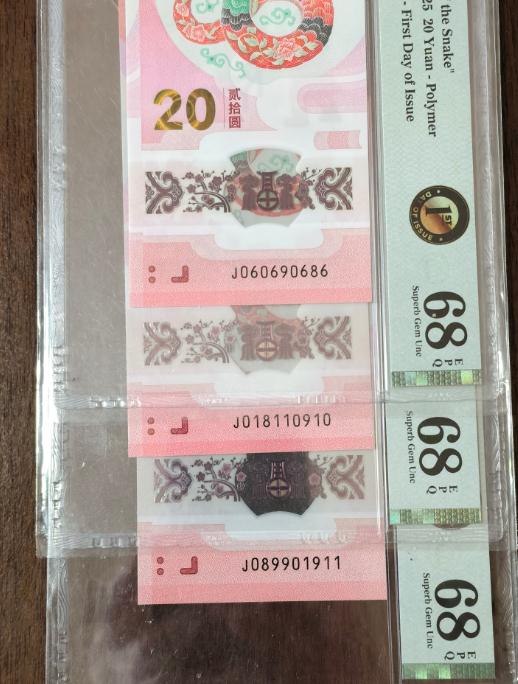 the Snake"
25 20 Yuan - Polymer
- First Day of Issue
20
贰拾圆
1ST
DAY OF ISSUE
J060690686
68
EPQ
Superb Gem Unc
J018110910
68
EPQ
Superb Gem Unc
J089901911
68
EPQ
Superb Gem Unc